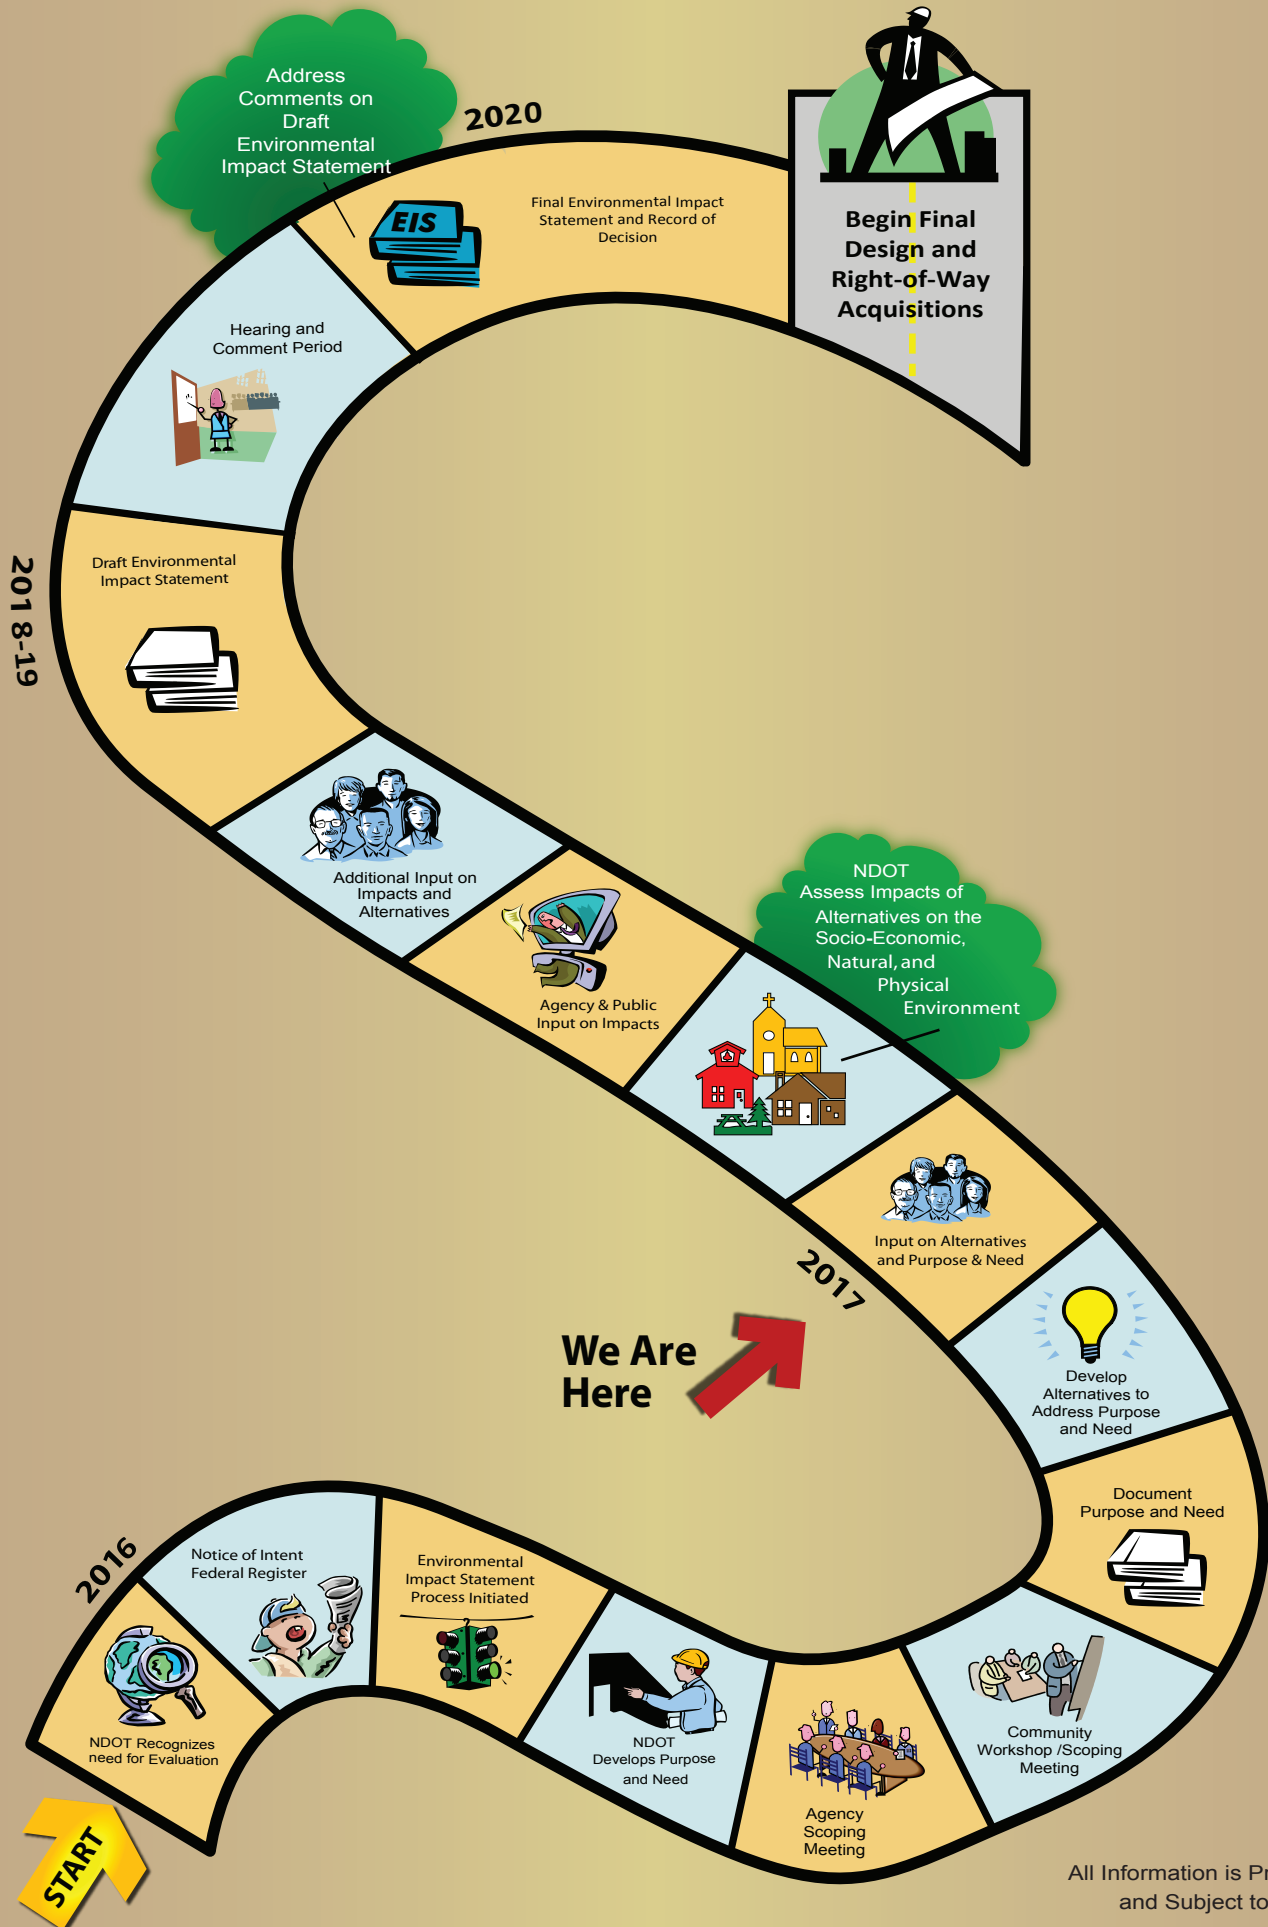 Address
Comments on
Draft
Environmental
Impact Statement
2020
EIS
Final Environmental Impact
Statement and Record of
Decision
Begin Final
Design and
Right-of-Way
Acquisitions
Hearing and
Comment Period
2018-19
Draft Environmental
Impact Statement
Additional Input on
Impacts and
Alternatives
Agency & Public
Input on Impacts
NDOT
Assess Impacts of
Alternatives on the
Socio-Economic,
Natural, and
Physical
Environment
Input on Alternatives
and Purpose & Need
2017
We Are
Here
Develop
Alternatives to
Address Purpose
and Need
Document
Purpose and Need
Community
Workshop /Scoping
Meeting
Agency
Scoping
Meeting
NDOT
Develops Purpose
and Need
Environmental
Impact Statement
Process Initiated
Notice of Intent
Federal Register
2016
NDOT Recognizes
need for Evaluation
START
All Information is Pr
and Subject to